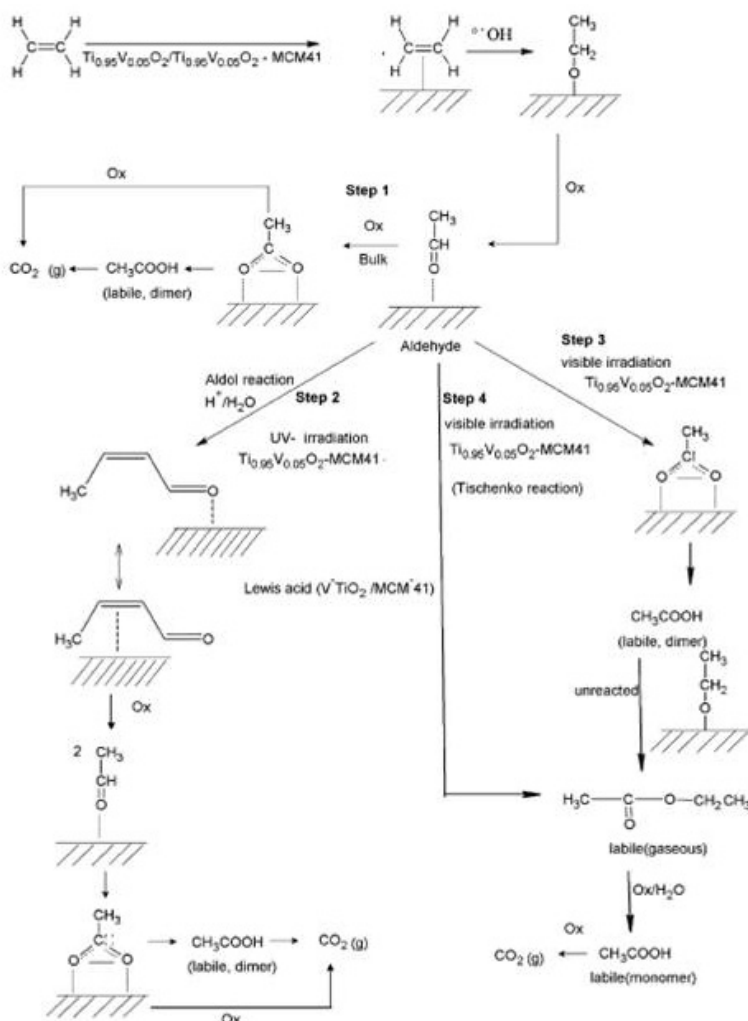 H H H H
C=C C=C
H H H H
Ti0.95V0.05O2/Ti0.95V0.05O2 - MCM41
°˙OH
CH3
CH2
O
Ox
Ox
Step 1
CH3
C
O O
Ox
Bulk
CH3
CH
O
CO2 (g) CH3COOH
(labile, dimer)
Aldehyde
Step 3
visible irradiation
Ti0.95V0.05O2-MCM41
Aldol reaction
H+/H2O
Step 2
UV- irradiation
Ti0.95V0.05O2-MCM41
Step 4
visible irradiation
Ti0.95V0.05O2-MCM41
(Tischenko reaction)
CH3
Cl
O O
H3C O
Lewis acid (V+TiO2 /MCM-41)
H3C O
CH3COOH
(labile, dimer)
unreacted
CH3
CH2
O
Ox
2 CH3
CH
O
H3C C O CH2CH3
O
labile(gaseous)
Ox/H2O
CH3
C
O O
CH3COOH CO2 (g)
(labile, dimer)
Ox
Ox
CO2 (g) CH3COOH
labile(monomer)